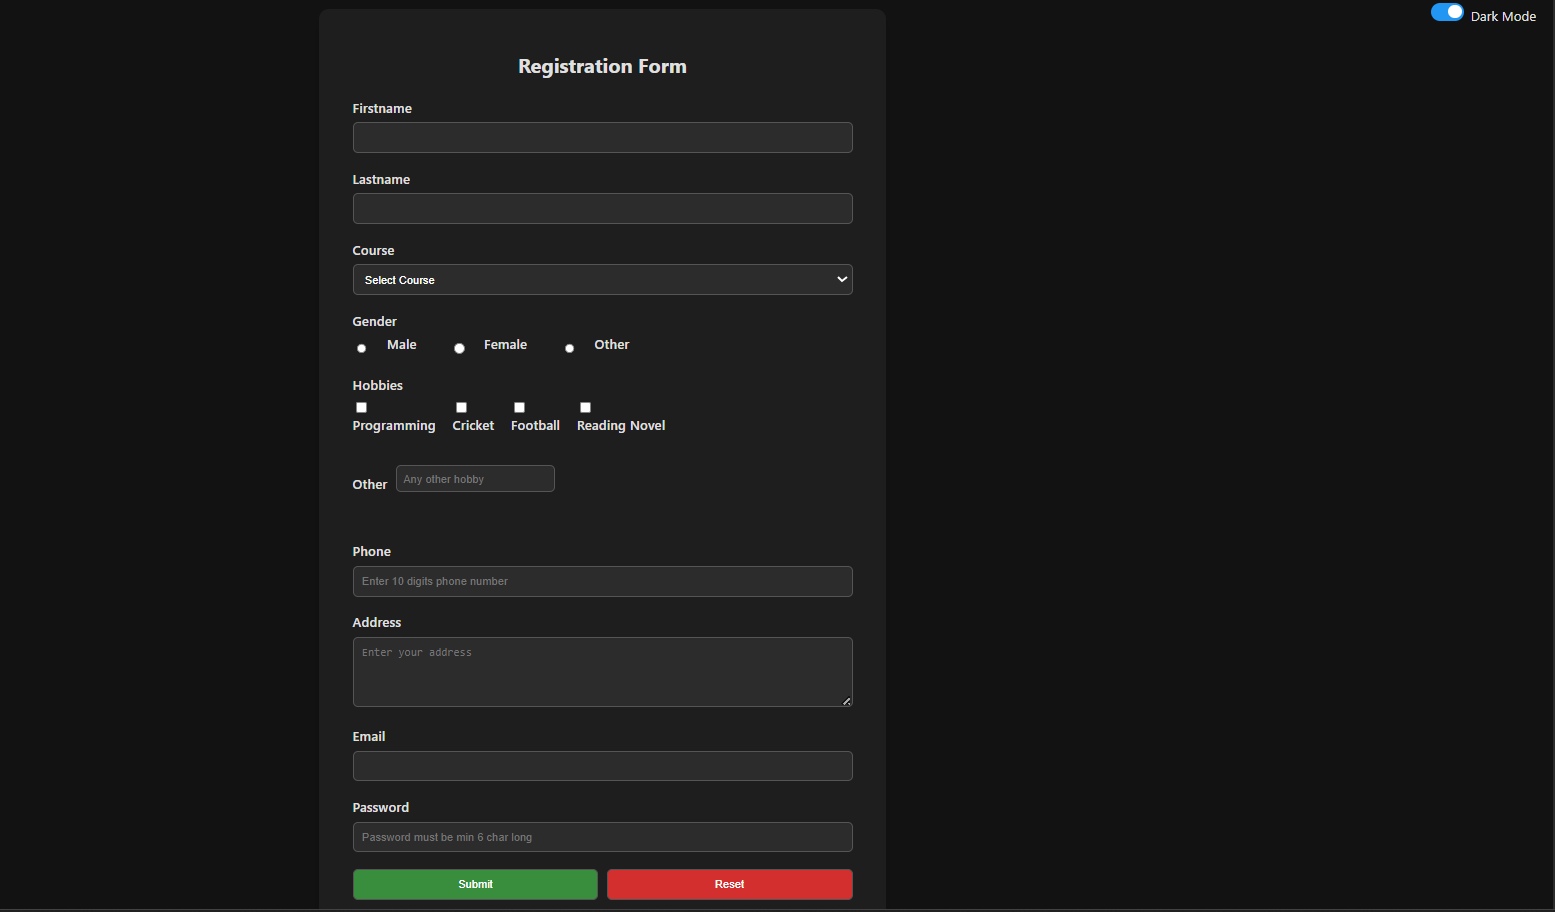 Dark Mode
Registration Form
Firstname
Lastname
Course
Select Course
Gender
Male Female Other
Hobbies
Programming Cricket Football Reading Novel
Other Any other hobby
Phone
Enter 10 digits phone number
Address
Enter your address
Email
Password
Password must be min 6 char long
Submit Reset